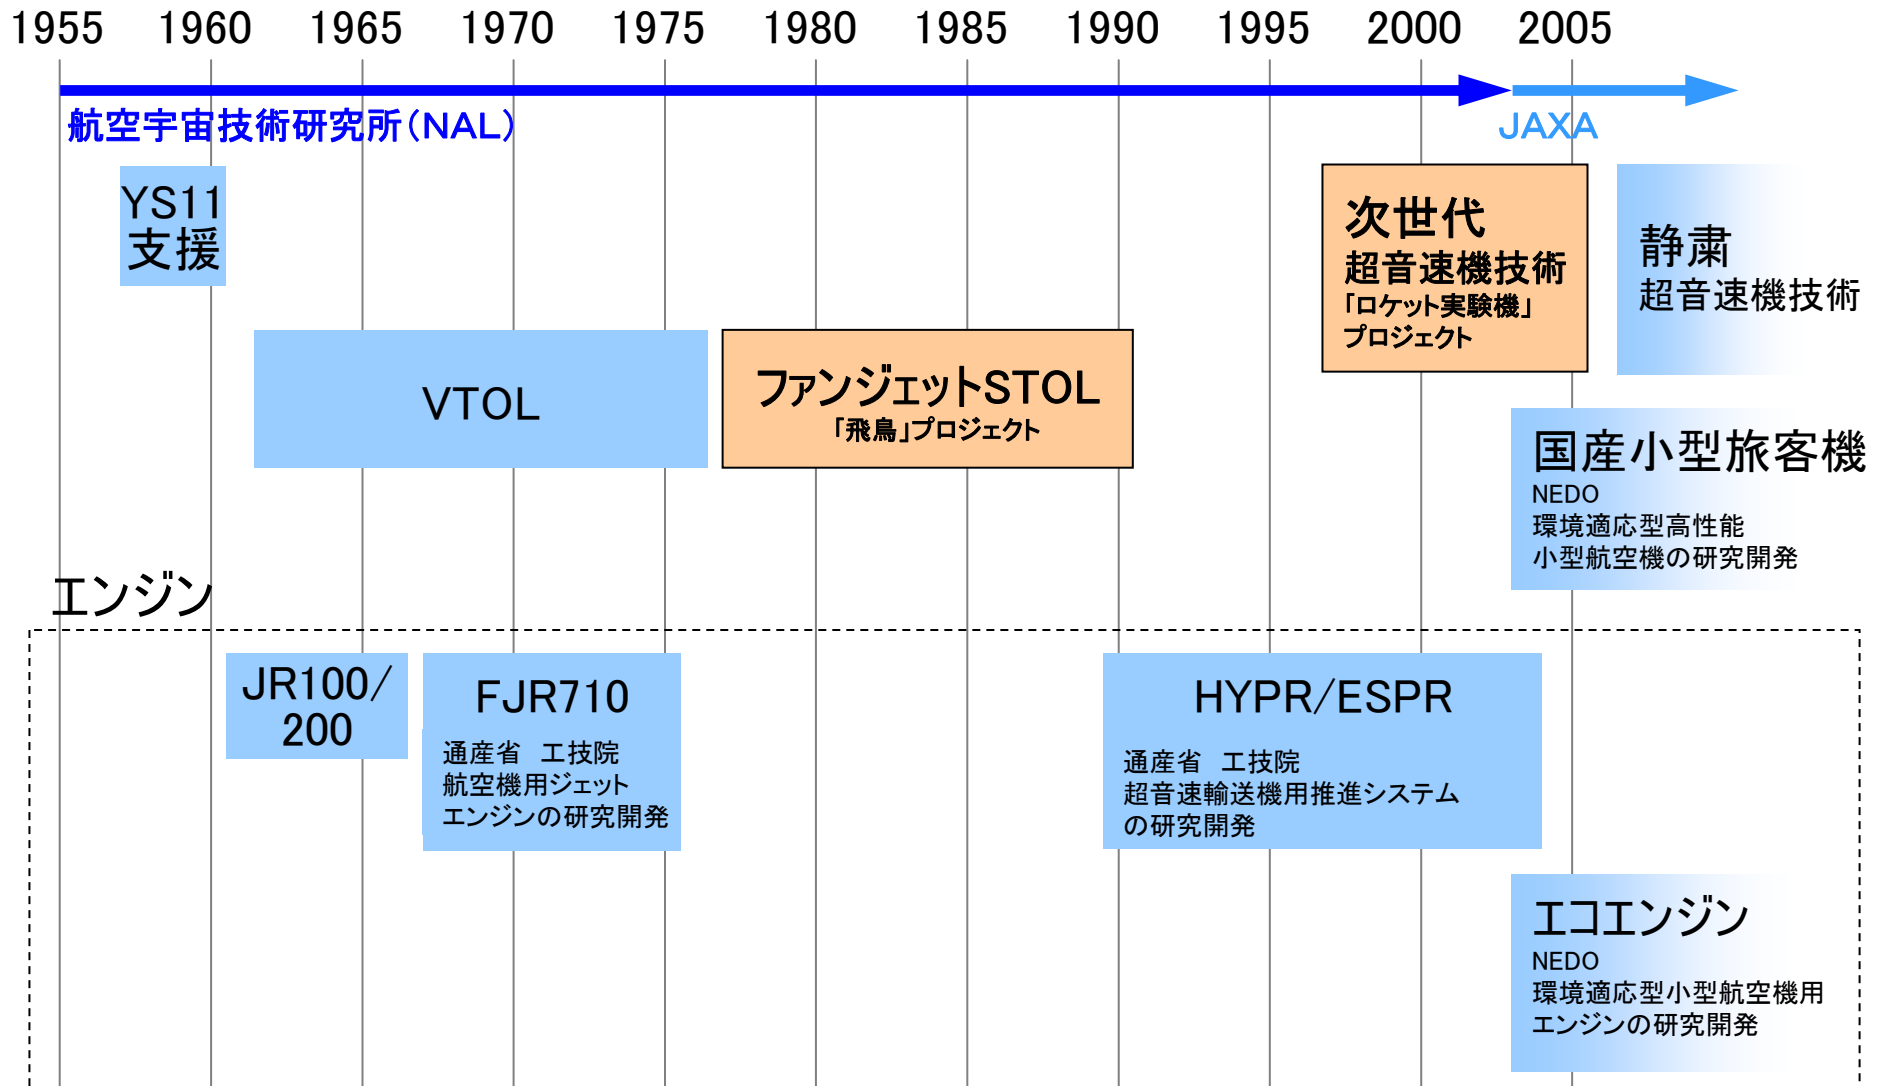 1955 1960 1965 1970 1975 1980 1985 1990 1995 2000 2005
航空宇宙技術研究所(NAL)
JAXA
YS11
支援
次世代
超音速機技術
「ロケット実験機」
プロジェクト
静粛
超音速機技術
VTOL
ファンジェットSTOL
「飛鳥」プロジェクト
国産小型旅客機
NEDO
環境適応型高性能
小型航空機の研究開発
エンジン
JR100/
200
FJR710
通産省 工技院
航空機用ジェット
エンジンの研究開発
HYPR/ESPR
通産省 工技院
超音速輸送機用推進システム
の研究開発
エコエンジン
NEDO
環境適応型小型航空機用
エンジンの研究開発